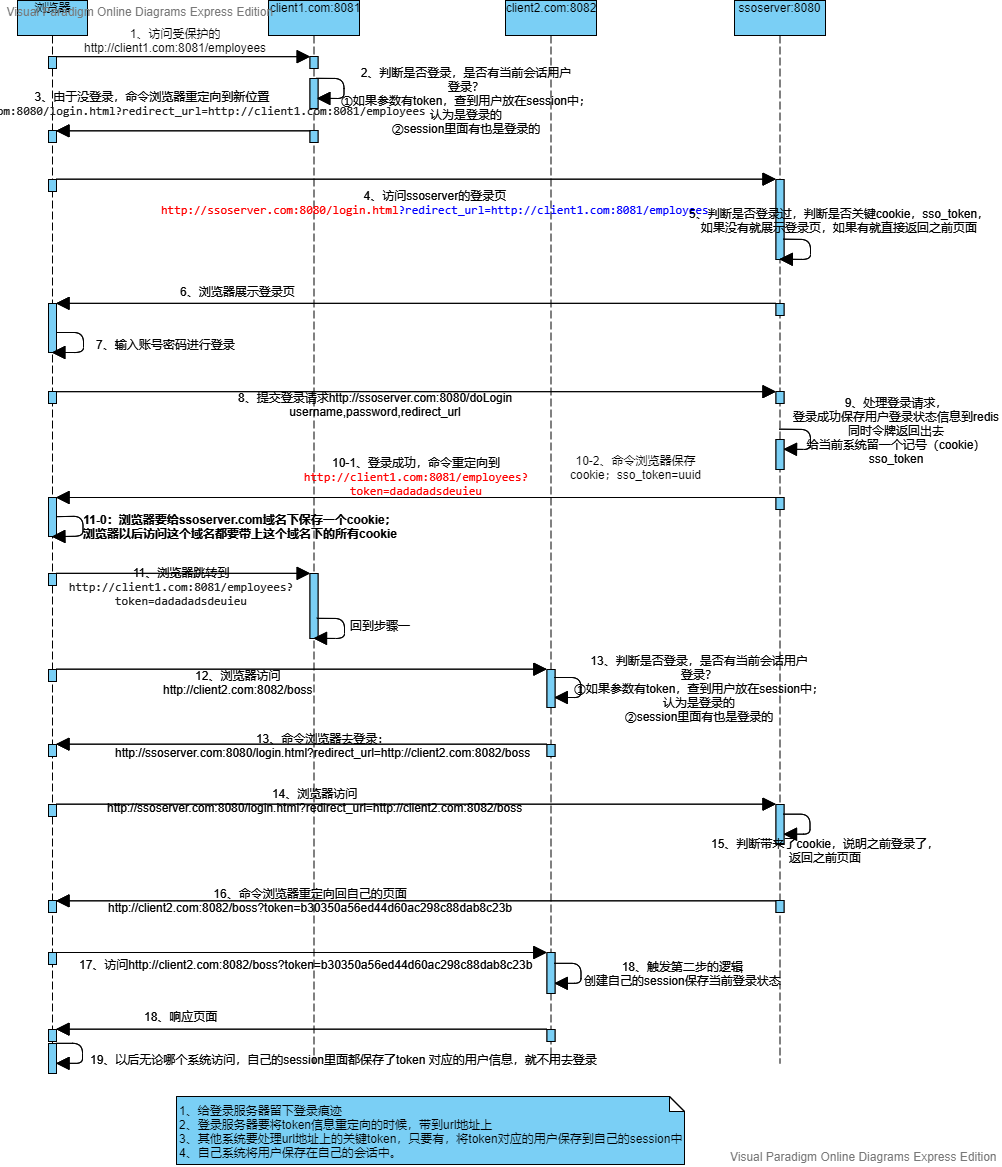 Visual Paradigm Online Diagrams Express Edition
浏览器
client1.com:8081
client2.com:8082
ssoserver:8080
1、访问受保护的
http://client1.com:8081/employees
2、判断是否登录，是否有当前会话用户
登录？
①如果参数有token，查到用户放在session中；
认为是登录的
②session里面有也是登录的
3、由于没登录，命令浏览器重定向到新位置
om:8080/login.html?redirect_url=http://client1.com:8081/employees
4、访问ssoserver的登录页
http://ssoserver.com:8080/login.html?redirect_url=http://client1.com:8081/employees
5、判断是否登录过，判断是否关键cookie，sso_token，
如果没有就展示登录页，如果有就直接返回之前页面
6、浏览器展示登录页
7、输入账号密码进行登录
8、提交登录请求http://ssoserver.com:8080/doLogin
username,password,redirect_url
9、处理登录请求，
登录成功保存用户登录状态信息到redis
同时令牌返回出去
给当前系统留一个记号（cookie）
sso_token
10-1、登录成功，命令重定向到
http://client1.com:8081/employees?
token=dadadadsdeuieu
10-2、命令浏览器保存
cookie；sso_token=uuid
11-0：浏览器要给ssoserver.com域名下保存一个cookie；
浏览器以后访问这个域名都要带上这个域名下的所有cookie
11、浏览器跳转到
http://client1.com:8081/employees?
token=dadadadsdeuieu
回到步骤一
12、浏览器访问
http://client2.com:8082/boss
13、判断是否登录，是否有当前会话用户
登录？
①如果参数有token，查到用户放在session中；
认为是登录的
②session里面有也是登录的
13、命令浏览器去登录；
http://ssoserver.com:8080/login.html?redirect_url=http://client2.com:8082/boss
14、浏览器访问
http://ssoserver.com:8080/login.html?redirect_url=http://client2.com:8082/boss
15、判断带来了cookie，说明之前登录了，
返回之前页面
16、命令浏览器重定向回自己的页面
http://client2.com:8082/boss?token=b30350a56ed44d60ac298c88dab8c23b
17、访问http://client2.com:8082/boss?token=b30350a56ed44d60ac298c88dab8c23b
18、触发第二步的逻辑
创建自己的session保存当前登录状态
18、响应页面
19、以后无论哪个系统访问，自己的session里面都保存了token 对应的用户信息，就不用去登录
1、给登录服务器留下登录痕迹
2、登录服务器要将token信息重定向的时候，带到url地址上
3、其他系统要处理url地址上的关键token，只要有，将token对应的用户保存到自己的session中
4、自己系统将用户保存在自己的会话中。
Visual Paradigm Online Diagrams Express Edition